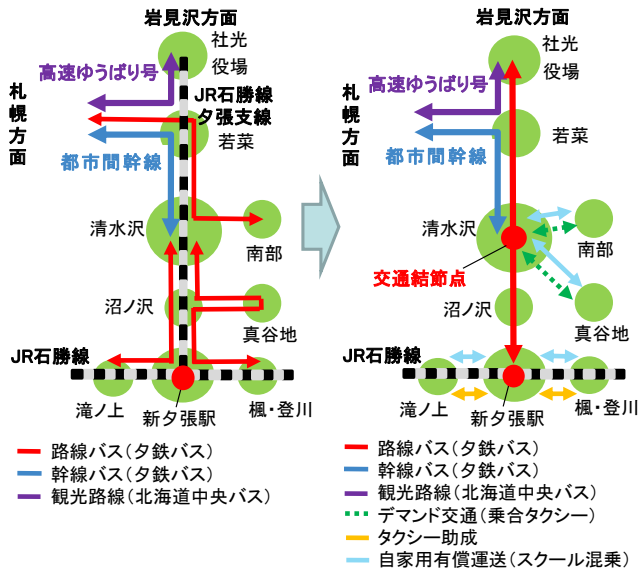 岩見沢方面
社光
役場
高速ゆうばり号
札幌方面
JR石勝線
夕張支線
若菜
都市間幹線
清水沢
南部
沼ノ沢
真谷地
JR石勝線
滝ノ上
新夕張駅
楓・登川
路線バス(夕鉄バス)
幹線バス(夕鉄バス)
観光路線(北海道中央バス)
岩見沢方面
社光
役場
高速ゆうばり号
札幌方面
若菜
都市間幹線
清水沢
南部
交通結節点
沼ノ沢
真谷地
JR石勝線
滝ノ上
新夕張駅
楓・登川
路線バス(夕鉄バス)
幹線バス(夕鉄バス)
観光路線(北海道中央バス)
デマンド交通(乗合タクシー)
タクシー助成
自家用有償運送(スクール混乗)